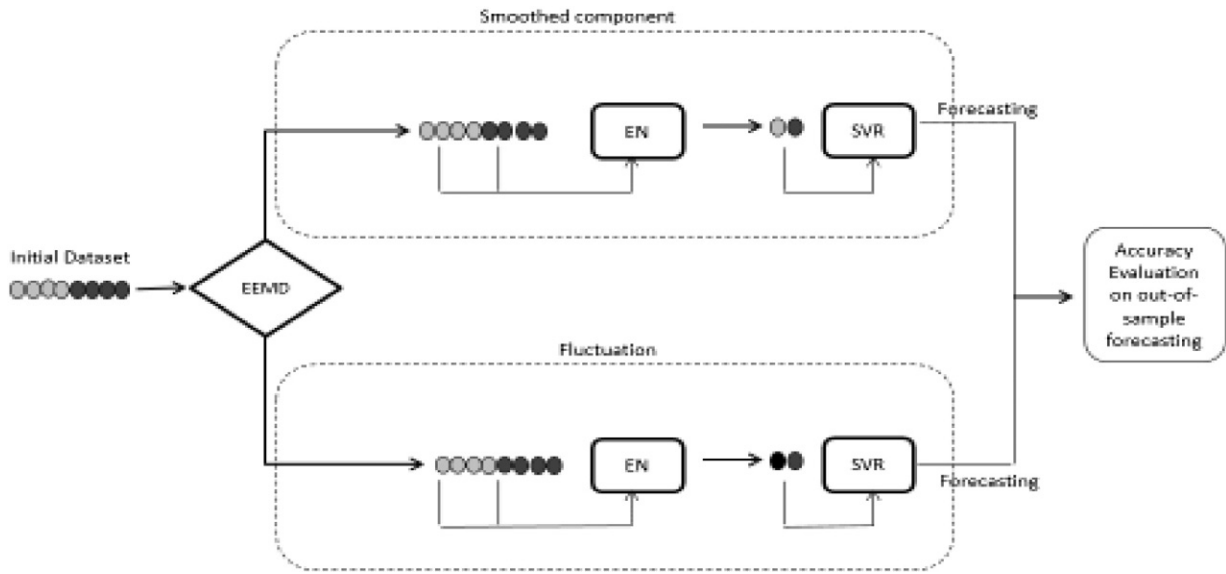 Smoothed component
EN
SVR
Forecasting
Initial Dataset
EEMD
Accuracy
Evaluation
on out-of-
sample
forecasting
Fluctuation
EN
SVR
Forecasting